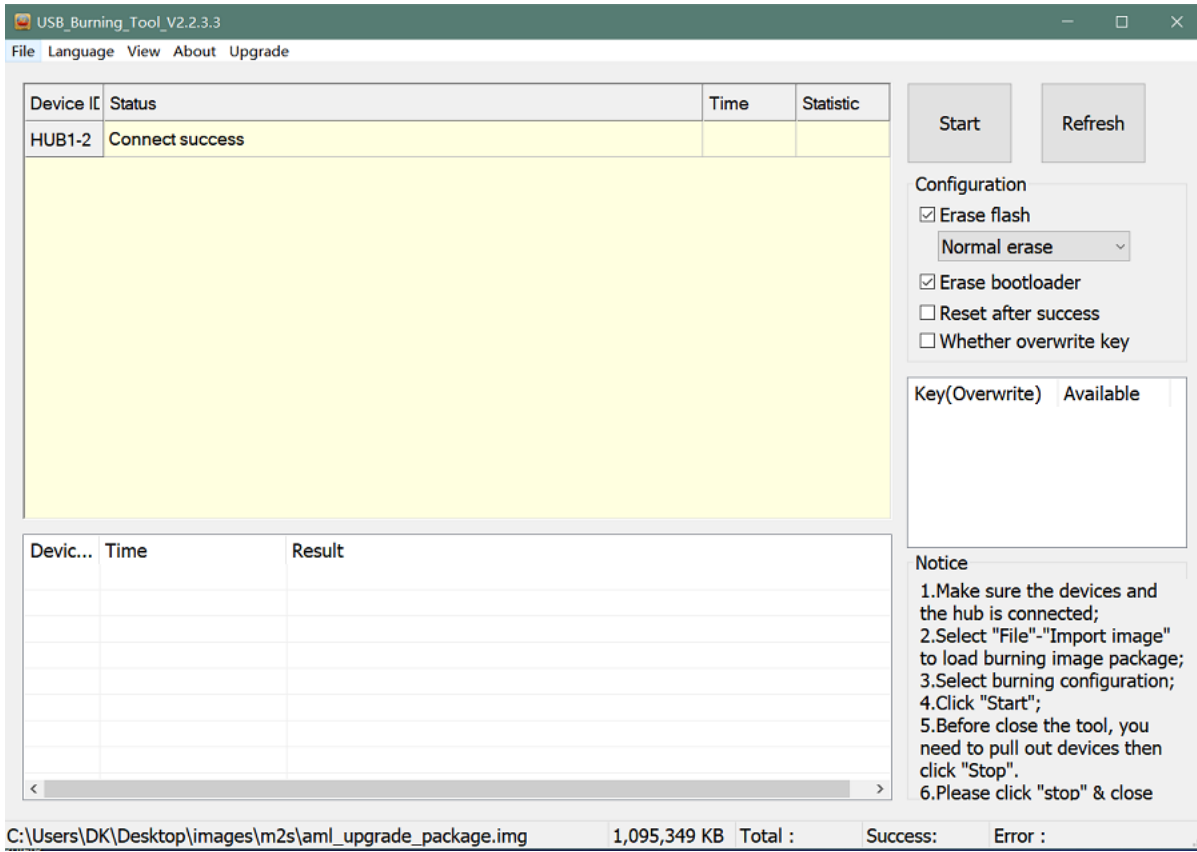 USB_Burning_Tool_V2.2.3.3
File Language View About Upgrade
Device ID Status Time Statistic
HUB1-2 Connect success
Start Refresh
Configuration
Erase flash
Normal erase
Erase bootloader
Reset after success
Whether overwrite key
Key(Overwrite) Available
Devic... Time Result
Notice
1.Make sure the devices and
the hub is connected;
2.Select "File"-"Import image"
to load burning image package;
3.Select burning configuration;
4.Click "Start";
5.Before close the tool, you
need to pull out devices then
click "Stop".
6.Please click "stop" & close
C:\Users\DK\Desktop\images\m2s\aml_upgrade_package.img 1,095,349 KB Total : Success: Error :